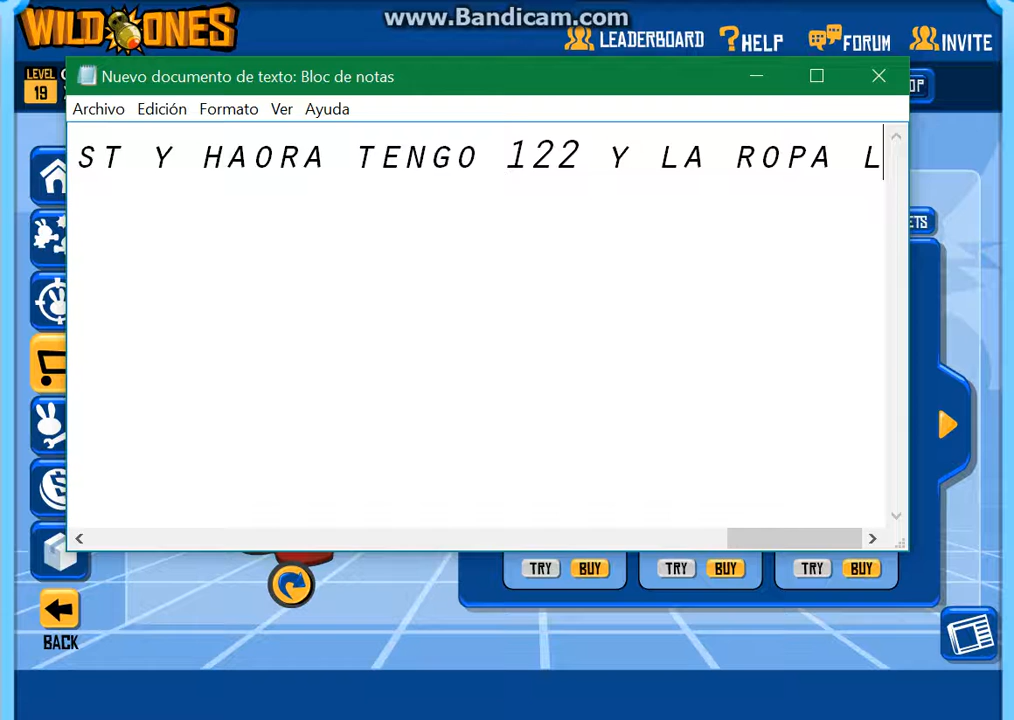 www.Bandicam.com
WILD ONES
LEADERBOARD
HELP
FORUM
INVITE
LEVEL
19
Nuevo documento de texto: Bloc de notas
Archivo Edición Formato Ver Ayuda
ST Y HAORA TENGO 122 Y LA ROPA L
TRY BUY TRY BUY TRY BUY
BACK